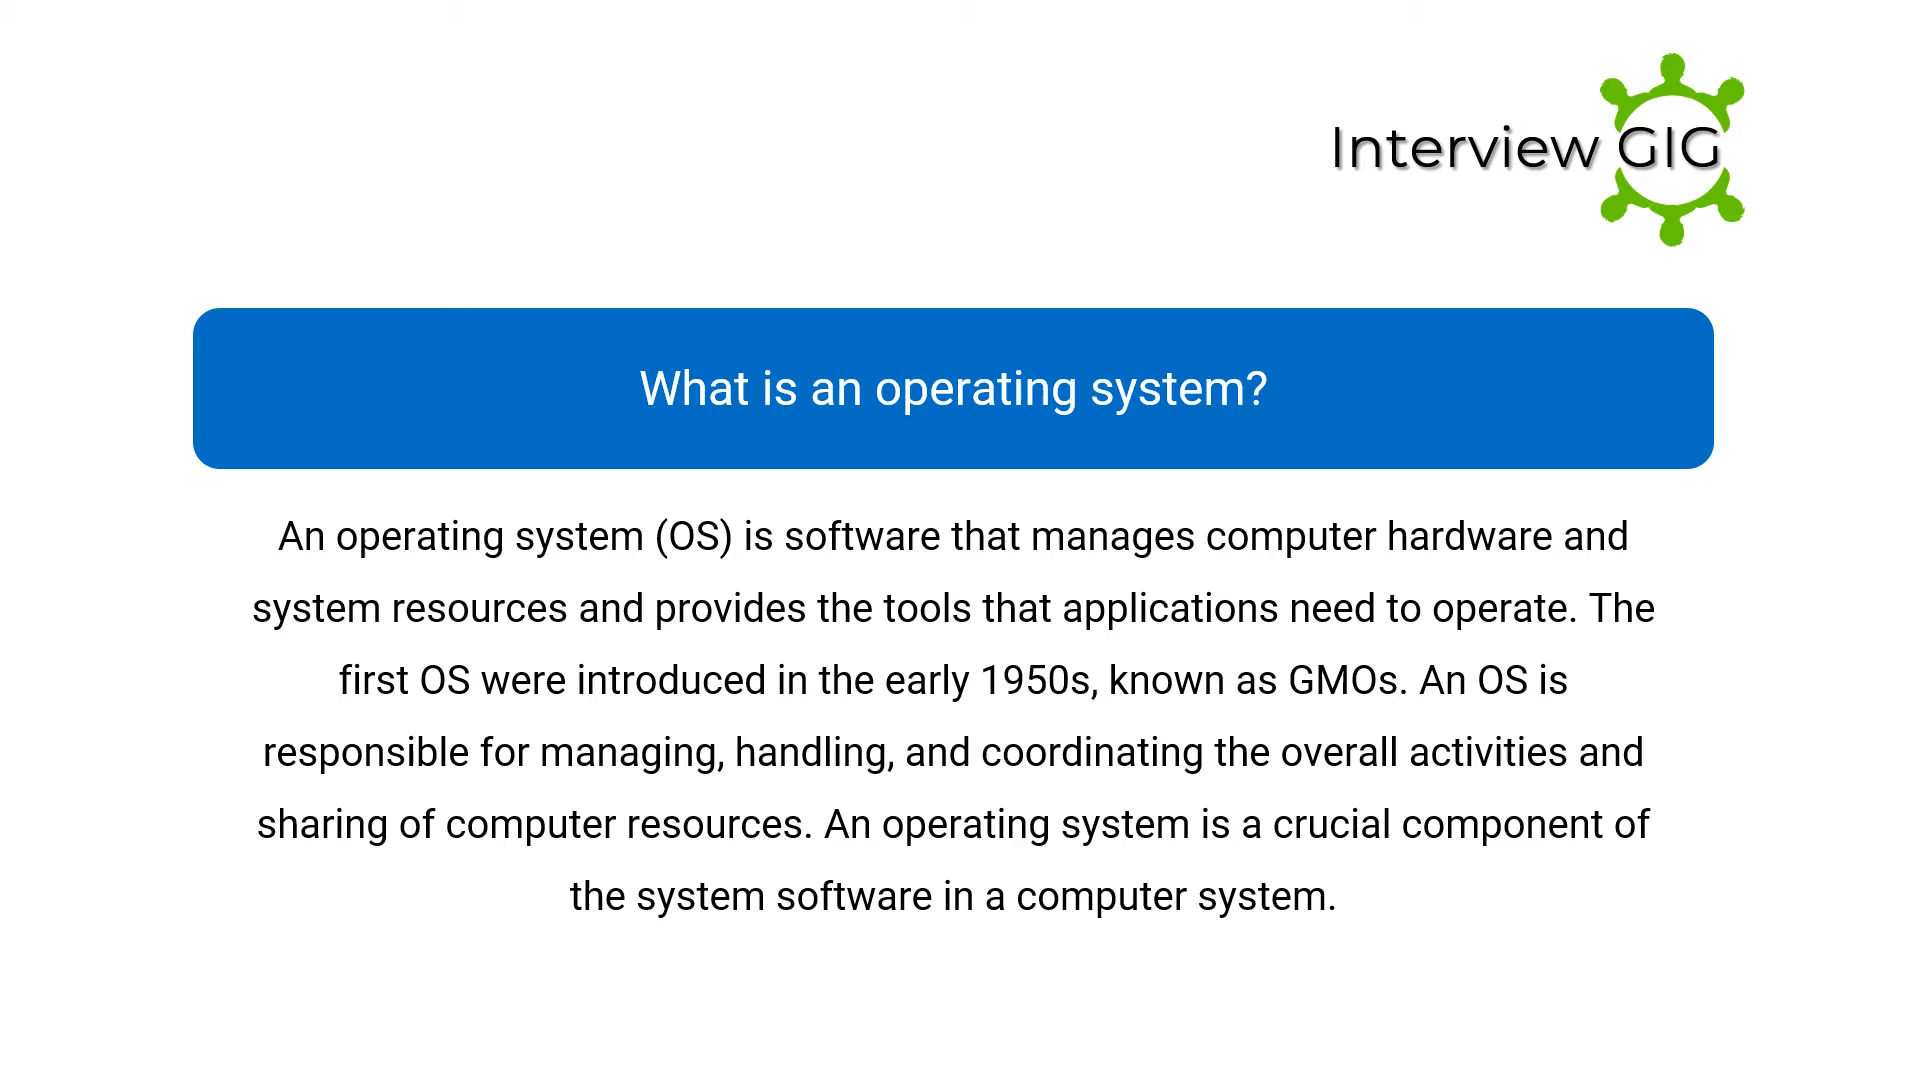 Interview GIG
What is an operating system?
An operating system (OS) is software that manages computer hardware and
system resources and provides the tools that applications need to operate. The
first OS were introduced in the early 1950s, known as GMOs. An OS is
responsible for managing, handling, and coordinating the overall activities and
sharing of computer resources. An operating system is a crucial component of
the system software in a computer system.